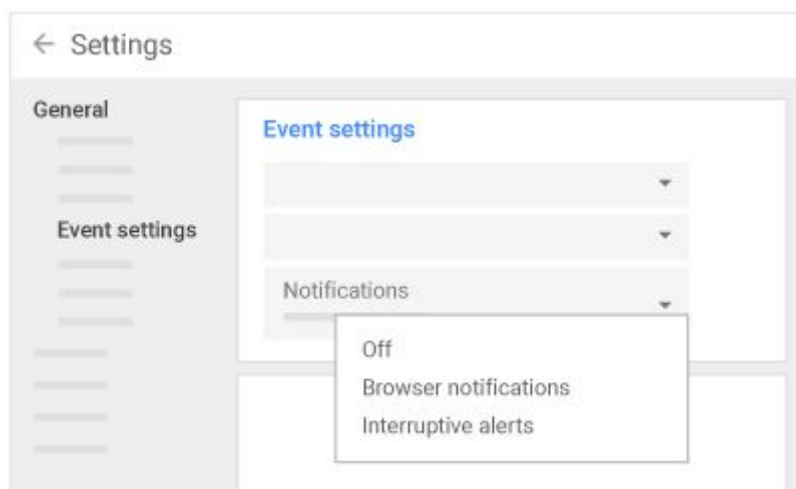 Settings
General
Event settings
Event settings
Notifications
Off
Browser notifications
Interruptive alerts